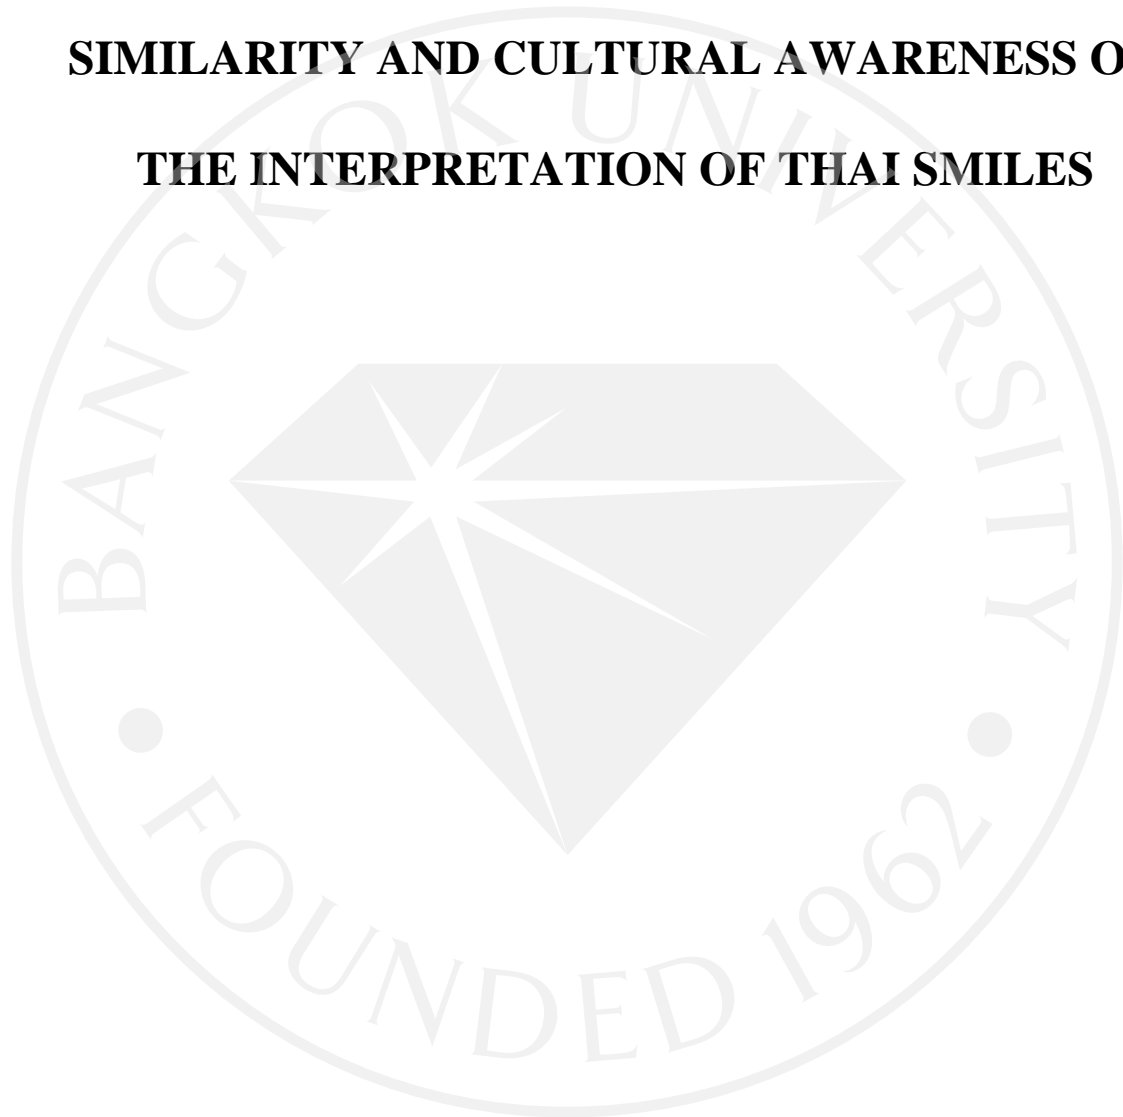 SIMILARITY AND CULTURAL AWARENESS O
THE INTERPRETATION OF THAI SMILES
BANGKOK UNIVERSITY
• FOUNDED 1962 •